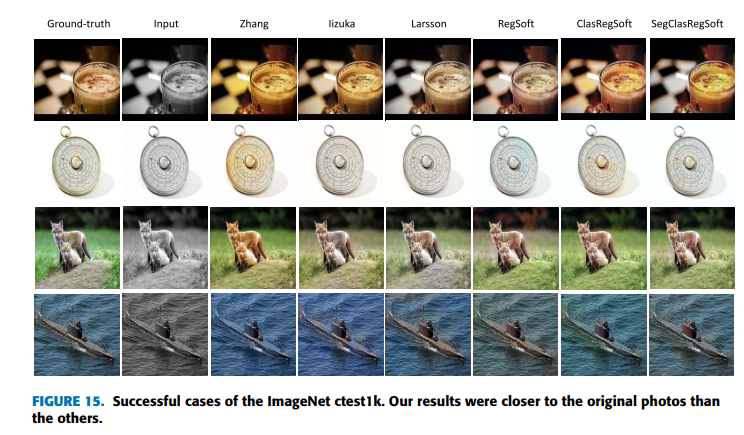 Ground-truth Input Zhang Iizuka Larsson RegSoft ClasRegSoft SegClasRegSoft
FIGURE 15. Successful cases of the ImageNet ctest1k. Our results were closer to the original photos than
the others.